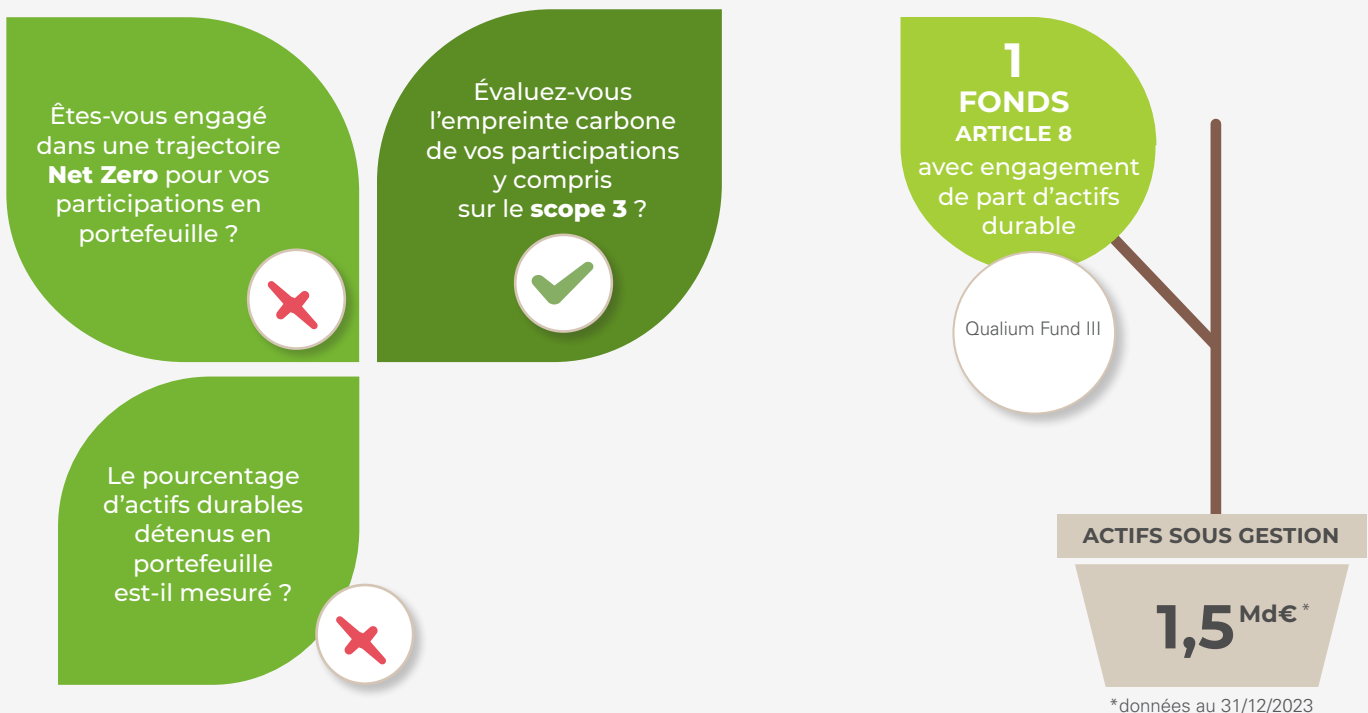 Êtes-vous engagé
dans une trajectoire
Net Zero pour vos
participations en
portefeuille ?
Évaluez-vous
l'empreinte carbone
de vos participations
y compris
sur le scope 3 ?
Le pourcentage
d'actifs durables
détenus en
portefeuille
est-il mesuré ?
1
FONDS
ARTICLE 8
avec engagement
de part d'actifs
durable
Qualium Fund III
ACTIFS SOUS GESTION
1,5 Md€*
*données au 31/12/2023